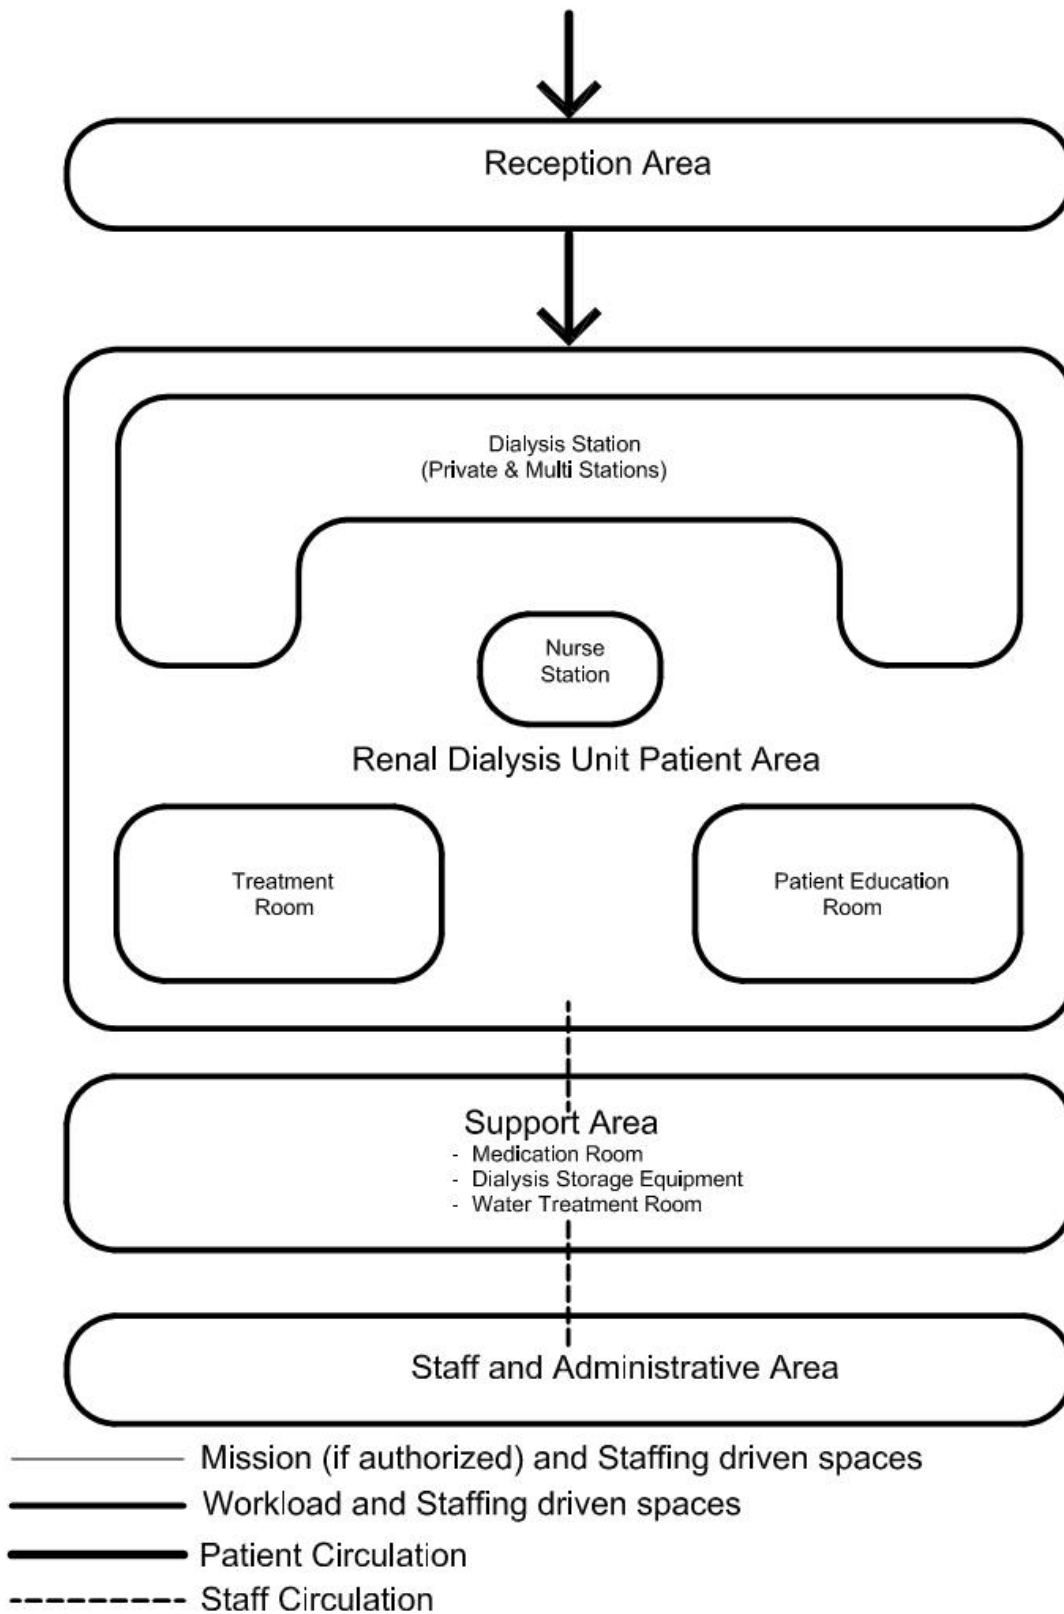 Reception Area
Dialysis Station
(Private & Multi Stations)
Nurse
Station
Renal Dialysis Unit Patient Area
Treatment
Room
Patient Education
Room
Support Area
- Medication Room
- Dialysis Storage Equipment
- Water Treatment Room
Staff and Administrative Area
Mission (if authorized) and Staffing driven spaces
Workload and Staffing driven spaces
Patient Circulation
Staff Circulation